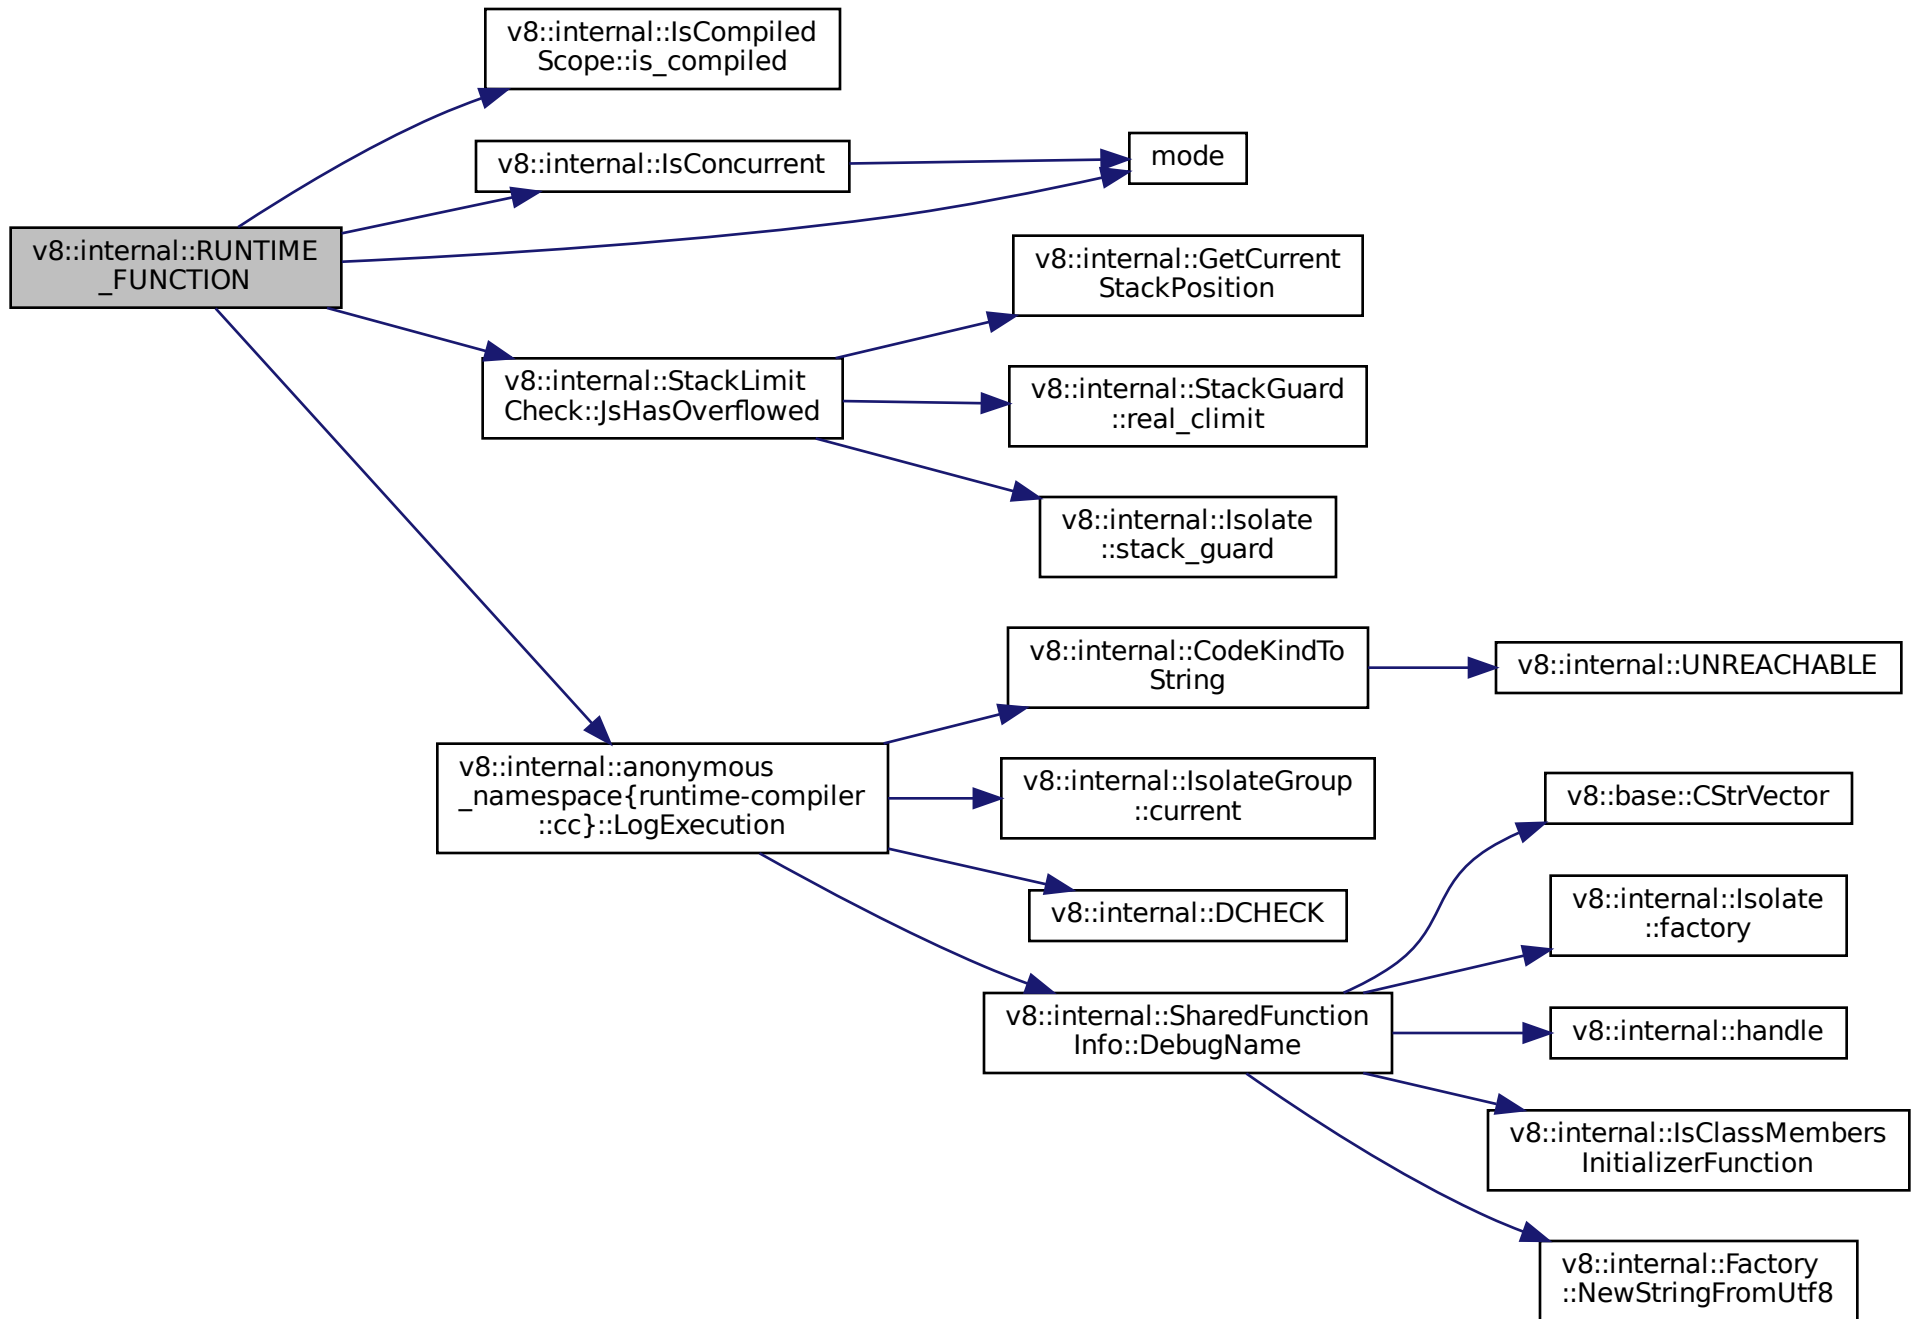 v8::internal::IsCompiled
Scope::is_compiled
v8::internal::IsConcurrent
mode
v8::internal::RUNTIME
_FUNCTION
v8::internal::GetCurrent
StackPosition
v8::internal::StackLimit
Check::JsHasOverflowed
v8::internal::StackGuard
::real_climit
v8::internal::Isolate
::stack_guard
v8::internal::CodeKindTo
String
v8::internal::UNREACHABLE
v8::internal::anonymous
_namespace{runtime-compiler
::cc}::LogExecution
v8::internal::IsolateGroup
::current
v8::internal::DCHECK
v8::internal::SharedFunction
Info::DebugName
v8::base::CStrVector
v8::internal::Isolate
::factory
v8::internal::handle
v8::internal::IsClassMembers
InitializerFunction
v8::internal::Factory
::NewStringFromUtf8